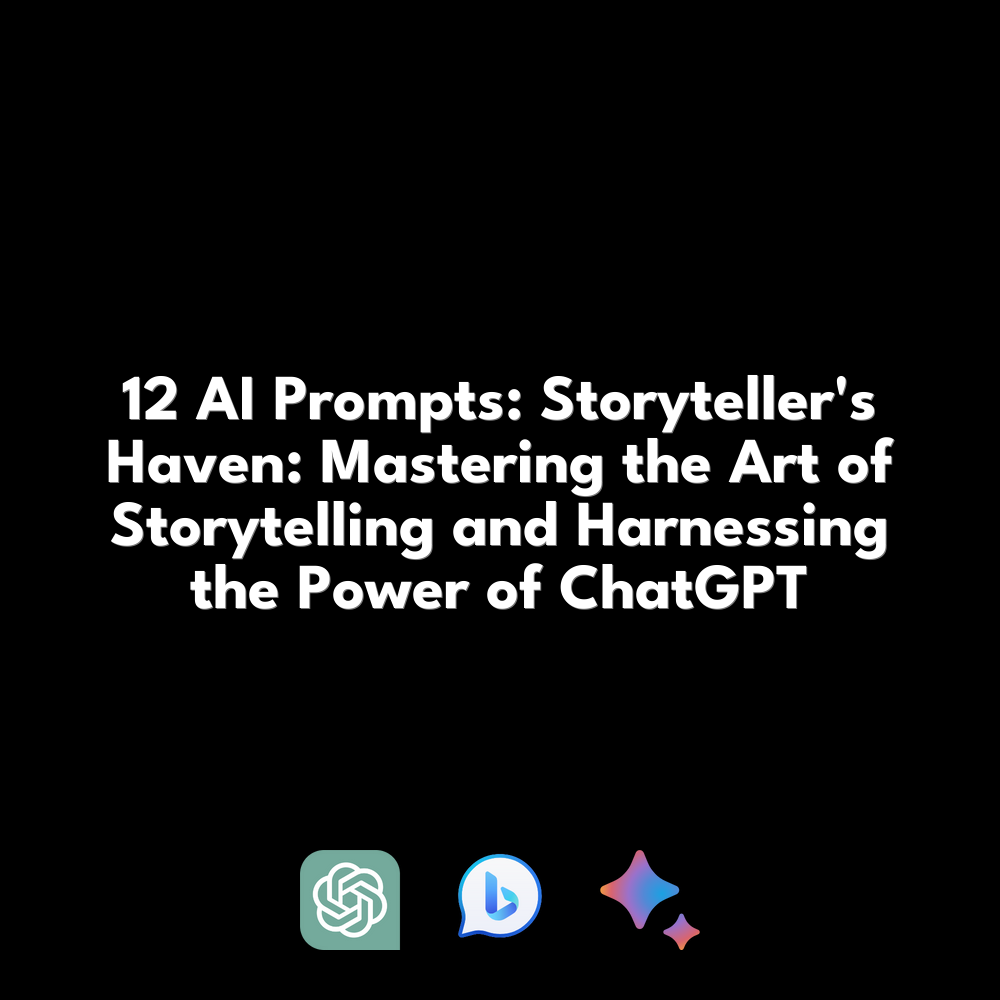 12 AI Prompts: Storyteller's
Haven: Mastering the Art of
Storytelling and Harnessing
the Power of ChatGPT